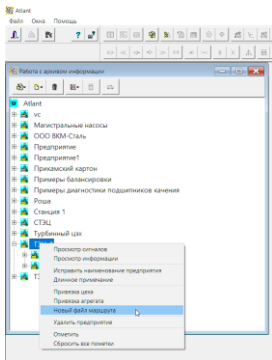 Atlant
Файл Окна Помощь
Работа с архивом информации
Atlant
vc
Магистральные насосы
ООО ВКМ-Сталь
Предприятие
Предприятие1
Прикамский картон
Примеры балансировки
Примеры диагностики подшипников качения
Роша
Станция 1
СТЭЦ
Турбинный цех
Просмотр сигналов
Просмотр информации
Исправить наименование предприятия
Длинное примечание
Привязка цеха
Привязка агрегата
Новый файл маршрута
Удалить предприятие
Отметить
Сбросить все пометки